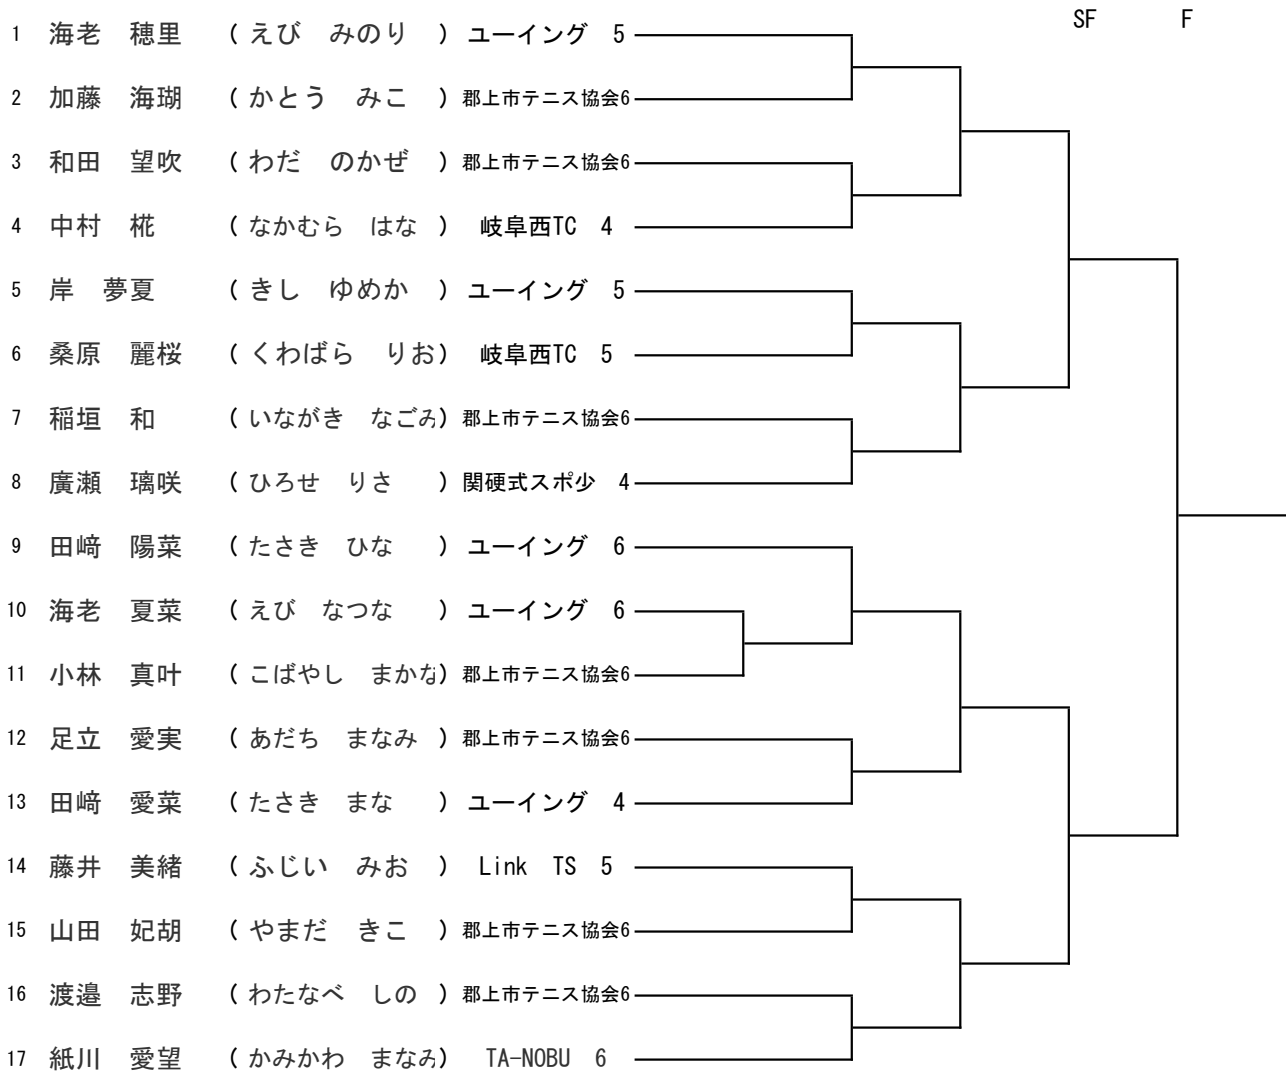 SF F
1 海老 穂里 ( えび みのり ) ユーイング 5
2 加藤 海瑚 ( かとう みこ ) 郡上市テニス協会6
3 和田 望吹 ( わだ のかぜ ) 郡上市テニス協会6
4 中村 椛 ( なかむら はな ) 岐阜西TC 4
5 岸 夢夏 ( きし ゆめか ) ユーイング 5
6 桑原 麗桜 ( くわばら りお) 岐阜西TC 5
7 稲垣 和 ( いながき なごみ) 郡上市テニス協会6
8 廣瀬 璃咲 ( ひろせ りさ ) 関硬式スポ少 4
9 田﨑 陽菜 ( たさき ひな ) ユーイング 6
10 海老 夏菜 ( えび なつな ) ユーイング 6
11 小林 真叶 ( こばやし まかな) 郡上市テニス協会6
12 足立 愛実 ( あだち まなみ ) 郡上市テニス協会6
13 田﨑 愛菜 ( たさき まな ) ユーイング 4
14 藤井 美緒 ( ふじい みお ) Link TS 5
15 山田 妃胡 ( やまだ きこ ) 郡上市テニス協会6
16 渡邉 志野 ( わたなべ しの ) 郡上市テニス協会6
17 紙川 愛望 ( かみかわ まなみ) TA-NOBU 6